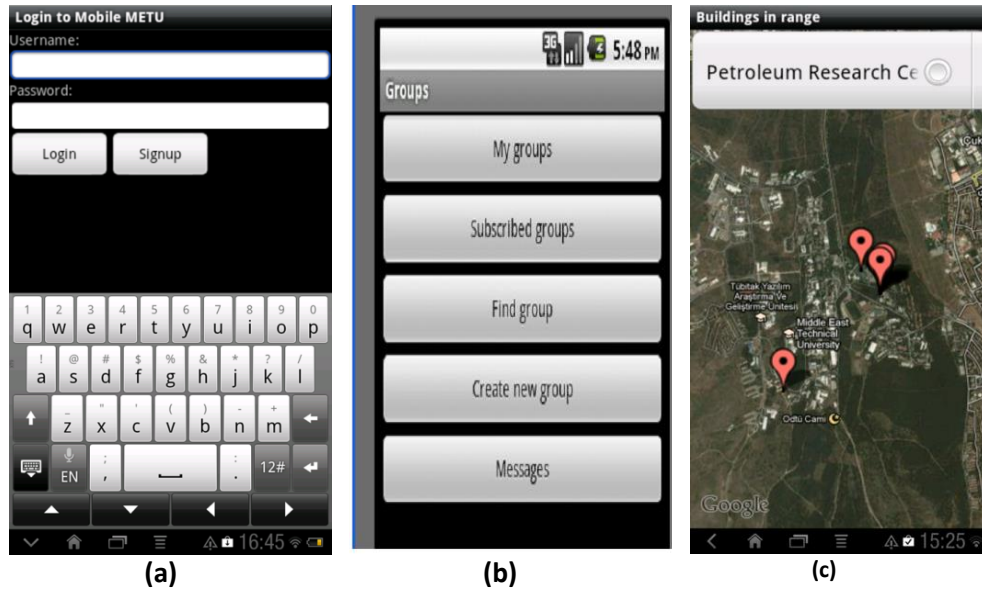 Login to Mobile METU
Username:
Password:
Login Signup
1 2 3 4 5 6 7 8 9 0
q w e r t y u i o p
! @ # $ % & * ? /
a s d f g h j k l
_ " ' ( ) - +
z x c v b n m
EN ; , : . 12#
16:45
(a)
3G 5:48 PM
Groups
My groups
Subscribed groups
Find group
Create new group
Messages
(b)
Buildings in range
Petroleum Research Ce
Çuk
Tübitak Yazılım
Araştırma Ve
Geliştirme Ünitesi
Middle East
Technical
University
Odtü Cami
Google
15:25
(c)